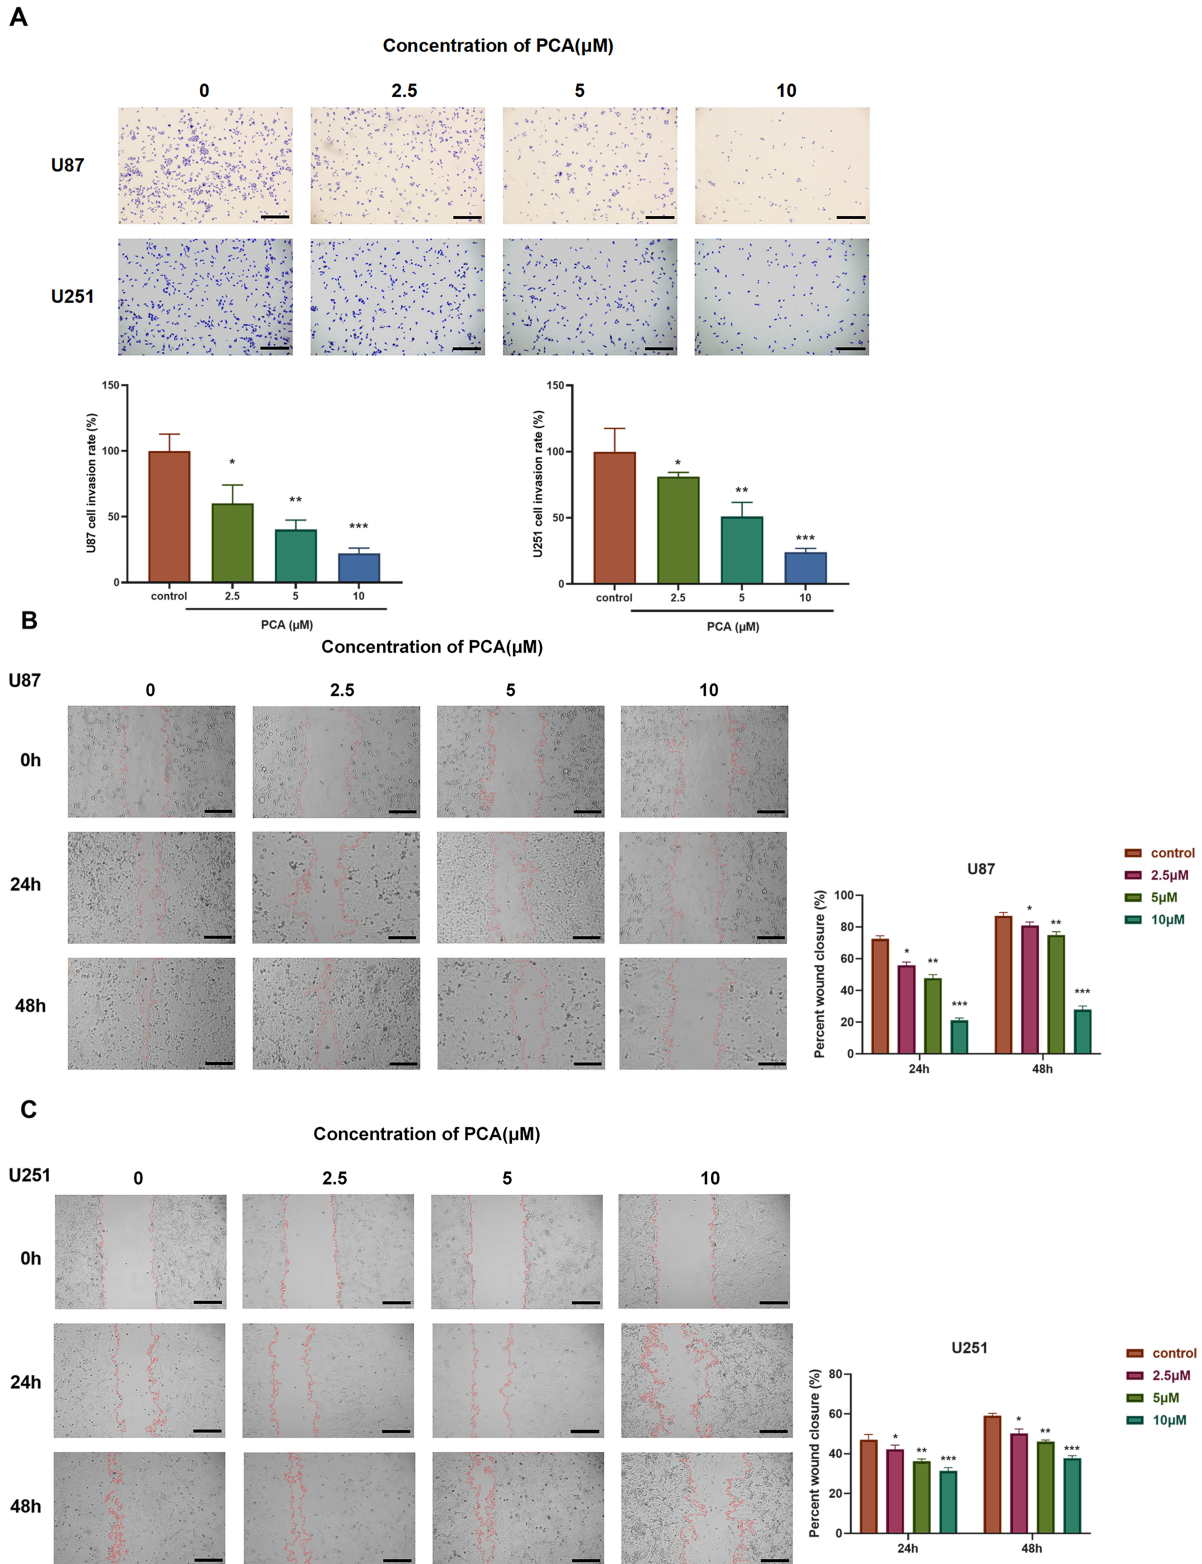 A
Concentration of PCA(µM)
0 2.5 5 10
U87
U251
150
100
50
0
U87 cell invasion rate (%)
*
**
***
control 2.5 5 10
PCA (µM)
150
100
50
0
U251 cell invasion rate (%)
*
**
***
control 2.5 5 10
PCA (µM)
B
Concentration of PCA(µM)
U87
0 2.5 5 10
0h
24h
48h
U87
100
80
60
40
20
0
Percent wound closure (%)
* ** ***
* ** ***
24h 48h
control
2.5µM
5µM
10µM
C
Concentration of PCA(µM)
U251
0 2.5 5 10
0h
24h
48h
U251
80
60
40
20
0
Percent wound closure (%)
* ** ***
* ** ***
24h 48h
control
2.5µM
5µM
10µM